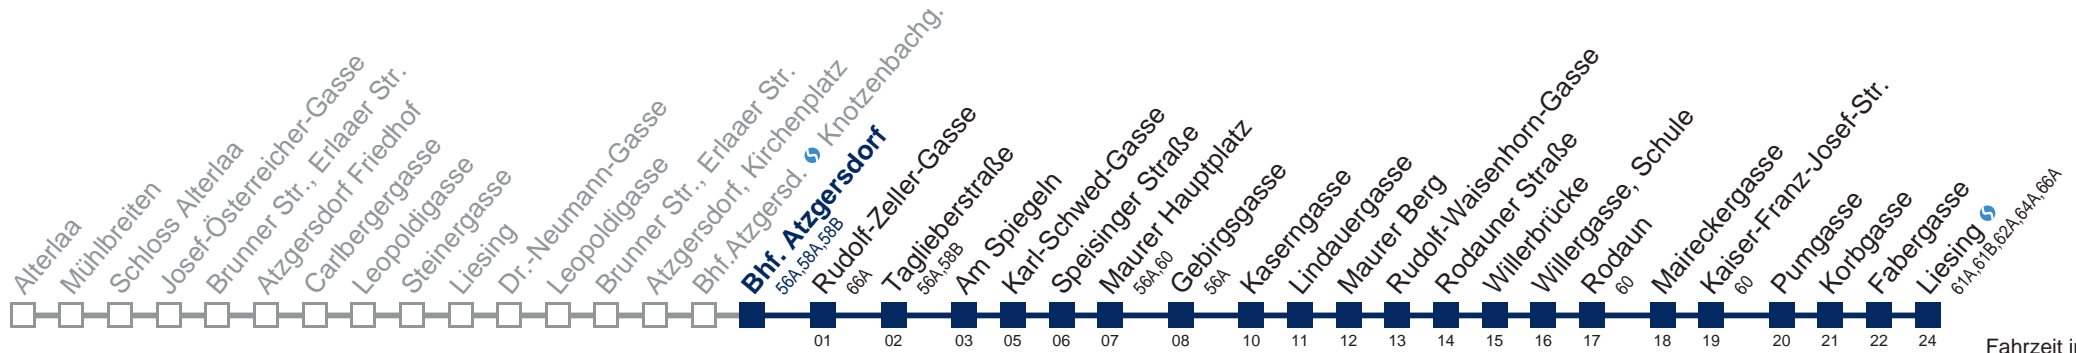 Alterlaa
Mühlbreiten
Schloss Alterlaa
Josef-Österreicher-Gasse
Brunner Str., Erlaaer Str.
Atzgersdorf Friedhof
Carlbergergasse
Leopoldigasse
Steinergasse
Liesing
Dr.-Neumann-Gasse
Leopoldigasse
Brunner Str., Erlaaer Str.
Atzgersdorf, Kirchenplatz
Bhf.Atzgersd. Knotzenbachg.
Bhf. Atzgersdorf
56A,58A,58B
Rudolf-Zeller-Gasse
66A
Taglieberstraße
56A,58B
Am Spiegeln
Karl-Schwed-Gasse
Speisinger Straße
Maurer Hauptplatz
56A,60
Gebirgsgasse
56A
Kaserngasse
Lindauergasse
Maurer Berg
Rudolf-Waisenhorn-Gasse
Rodauner Straße
Willerbrücke
Willergasse, Schule
Rodaun
60
Maireckergasse
Kaiser-Franz-Josef-Str.
60
Pumgasse
Korbgasse
Fabergasse
Liesing
61A,61B,62A,64A,66A
01 02 03 05 06 07 08 10 11 12 13 14 15 16 17 18 19 20 21 22 24
Fahrzeit in